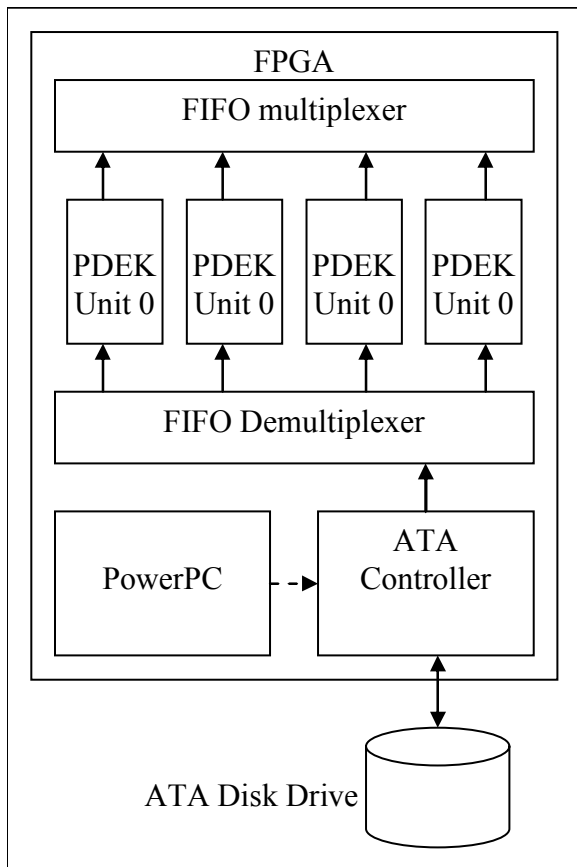 FPGA
FIFO multiplexer
PDEK
Unit 0
PDEK
Unit 0
PDEK
Unit 0
PDEK
Unit 0
FIFO Demultiplexer
PowerPC
ATA
Controller
ATA Disk Drive